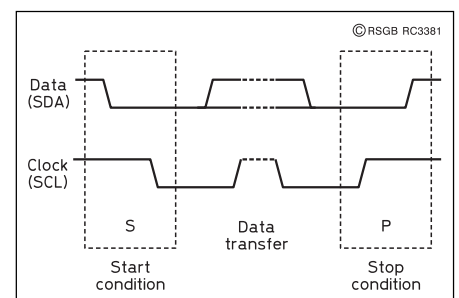 © RSGB RC3381
Data
(SDA)
Clock
(SCL)
S
Data
transfer
P
Start
condition
Stop
condition